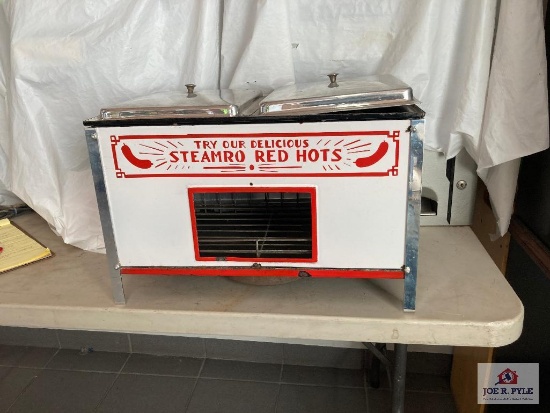 TRY OUR DELICIOUS
STEAMRO RED HOTS
JOE R. PYLE